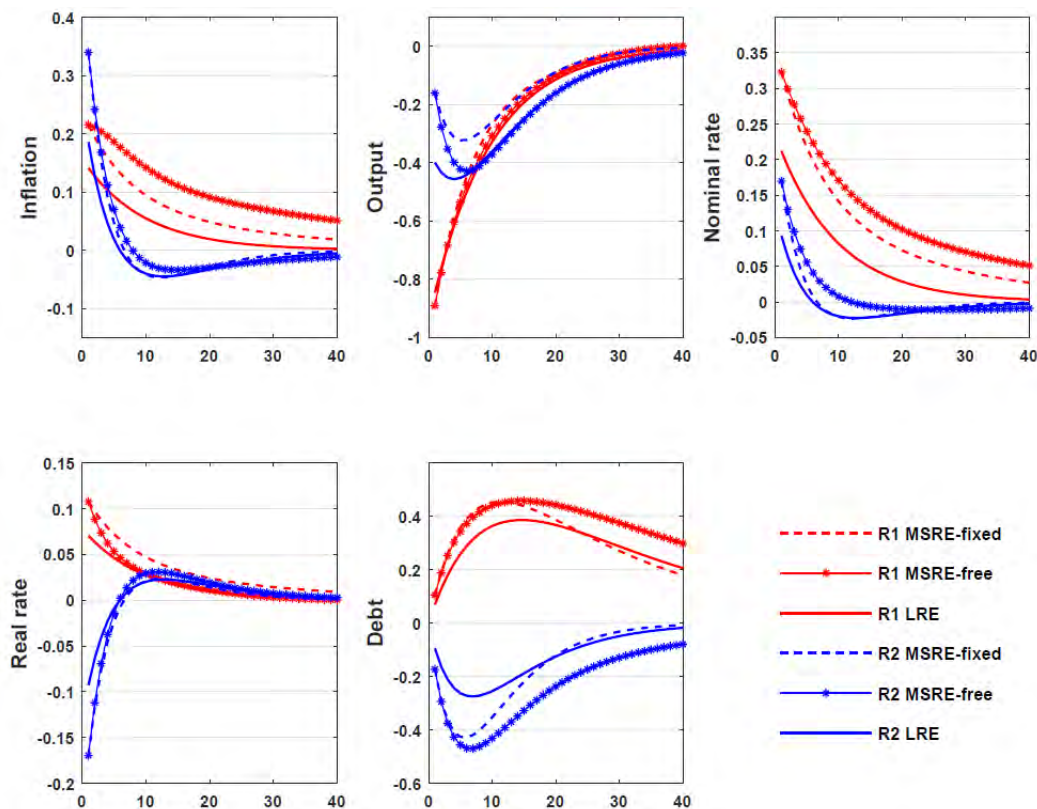 Inflation
0.4
0.3
0.2
0.1
0
-0.1
0 10 20 30 40
Output
0
-0.2
-0.4
-0.6
-0.8
-1
0 10 20 30 40
Nominal rate
0.35
0.3
0.25
0.2
0.15
0.1
0.05
0
-0.05
0 10 20 30 40
Real rate
0.15
0.1
0.05
0
-0.05
-0.1
-0.15
-0.2
0 10 20 30 40
Debt
0.4
0.2
0
-0.2
-0.4
-0.6
0 10 20 30 40
R1 MSRE-fixed
R1 MSRE-free
R1 LRE
R2 MSRE-fixed
R2 MSRE-free
R2 LRE